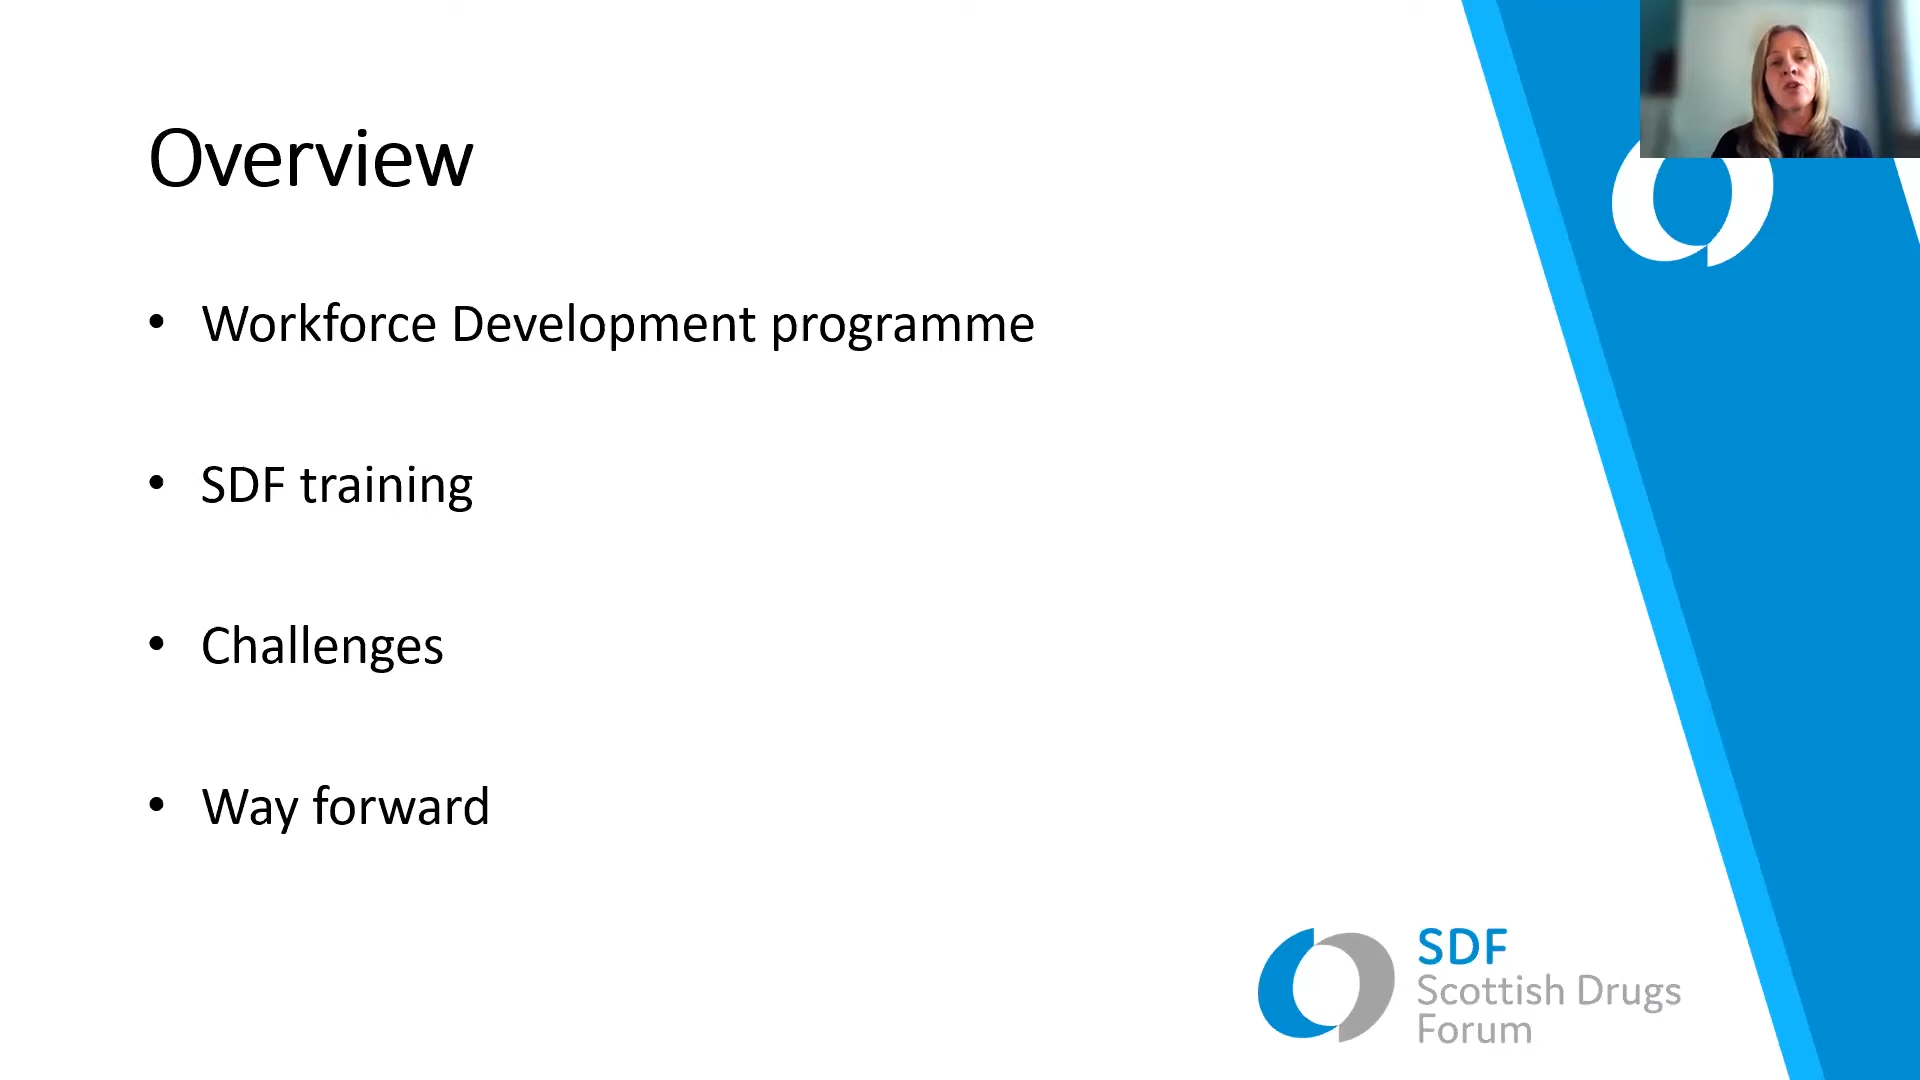 Overview
• Workforce Development programme
• SDF training
• Challenges
• Way forward
SDF
Scottish Drugs
Forum